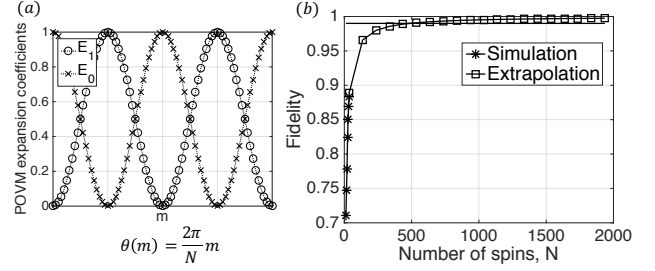 (a)
POVM expansion coefficients
1
0.8
0.6
0.4
0.2
0
E_1
E_0
m
θ(m) = 2π/N m
(b)
Fidelity
1
0.95
0.9
0.85
0.8
0.75
0.7
Simulation
Extrapolation
0 500 1000 1500 2000
Number of spins, N